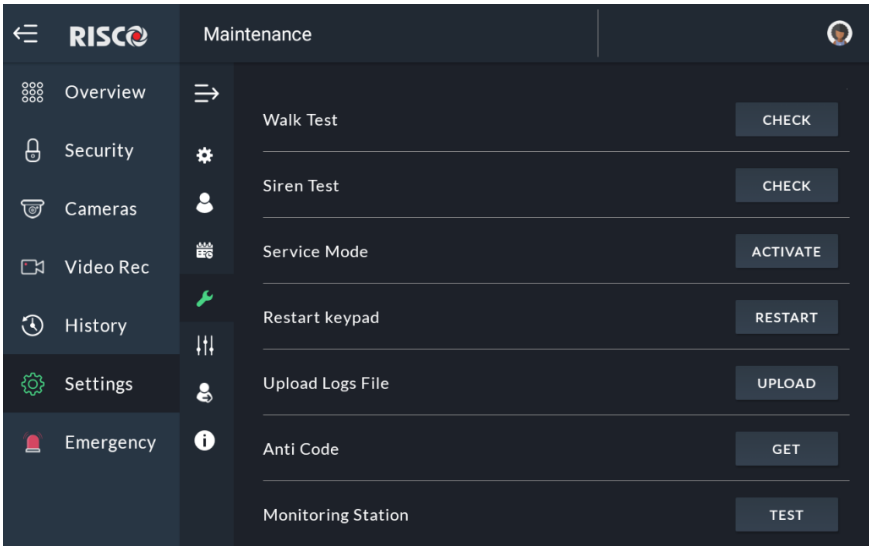 RISCO
Maintenance
Overview
Security
Cameras
Video Rec
History
Settings
Emergency
Walk Test CHECK
Siren Test CHECK
Service Mode ACTIVATE
Restart keypad RESTART
Upload Logs File UPLOAD
Anti Code GET
Monitoring Station TEST